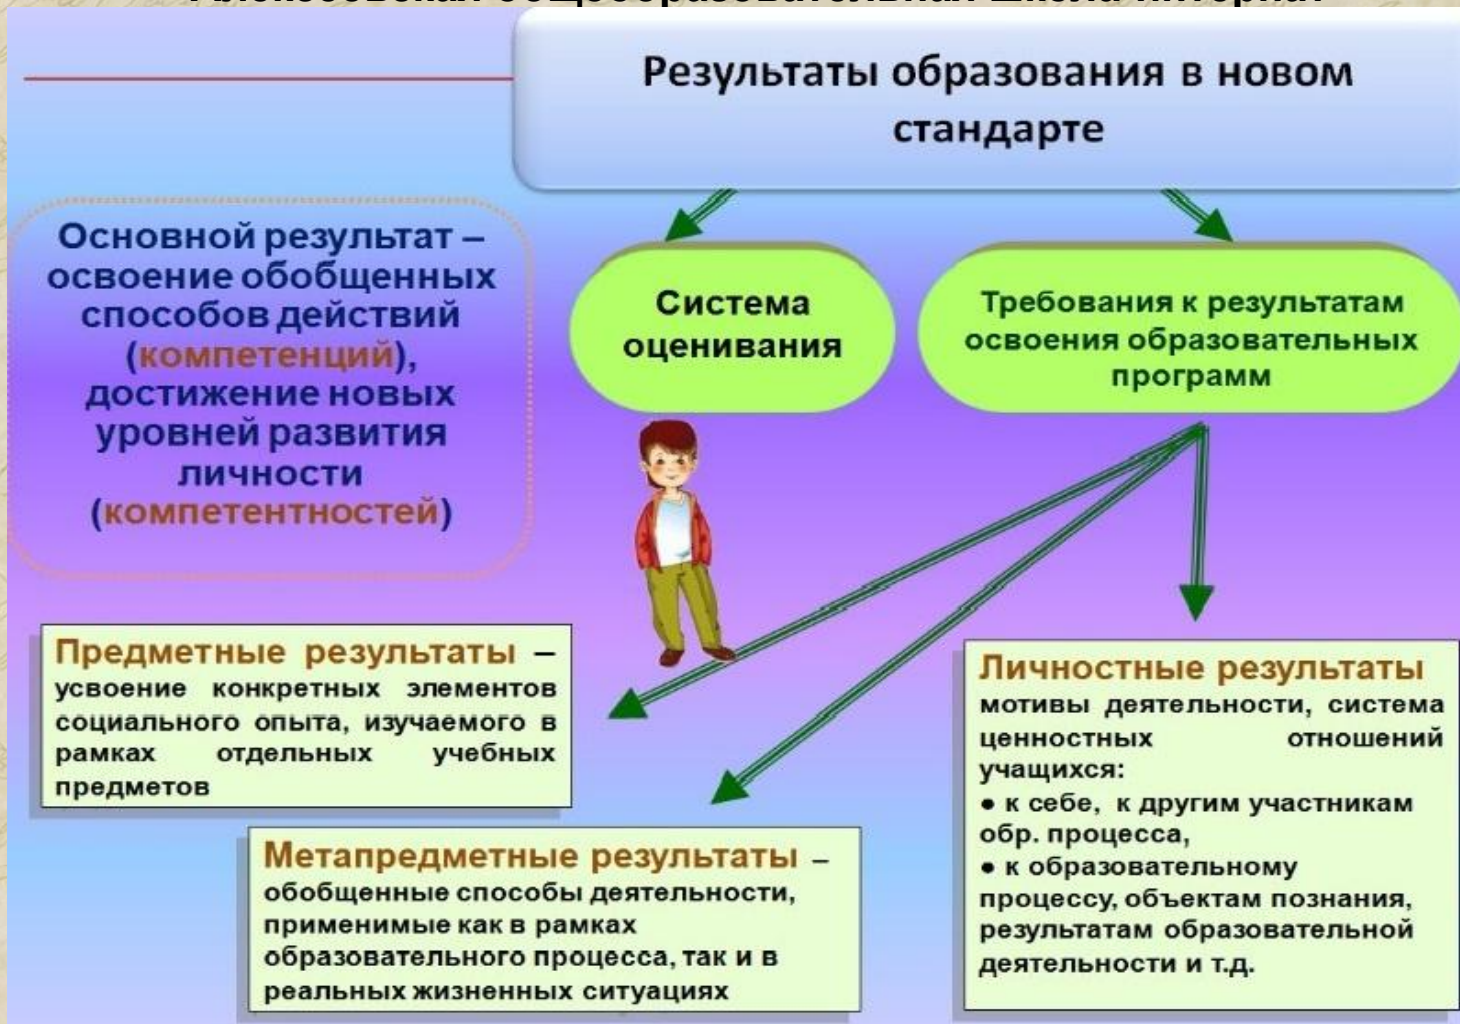 общеобразовательная школа-интернат
Результаты образования в новом
стандарте
Основной результат –
освоение обобщенных
способов действий
(компетенций),
достижение новых
уровней развития
личности
(компетентностей)
Система
оценивания
Требования к результатам
освоения образовательных
программ
Предметные результаты –
усвоение конкретных элементов
социального опыта, изучаемого в
рамках отдельных учебных
предметов
Метапредметные результаты –
обобщенные способы деятельности,
применимые как в рамках
образовательного процесса, так и в
реальных жизненных ситуациях
Личностные результаты
мотивы деятельности, система
ценностных отношений
учащихся:
● к себе, к другим участникам
обр. процесса,
● к образовательному
процессу, объектам познания,
результатам образовательной
деятельности и т.д.